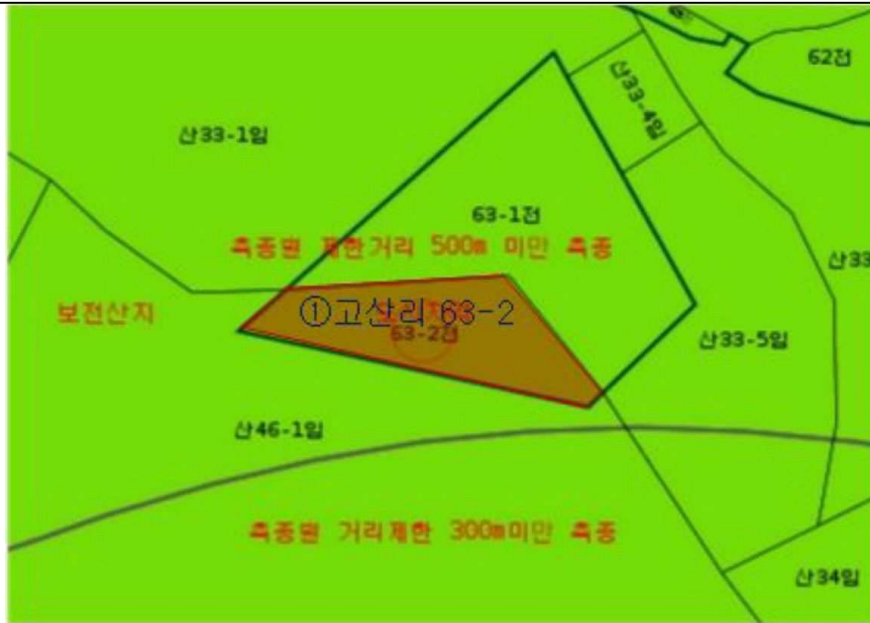 62전
산33-4임
산33-1임
63-1전
축종별 제한거리 500m 미만 축종
산33
보전산지
①고산리 63-2
63-2전
산33-5임
산46-1임
축종별 거리제한 300m미만 축종
산34임